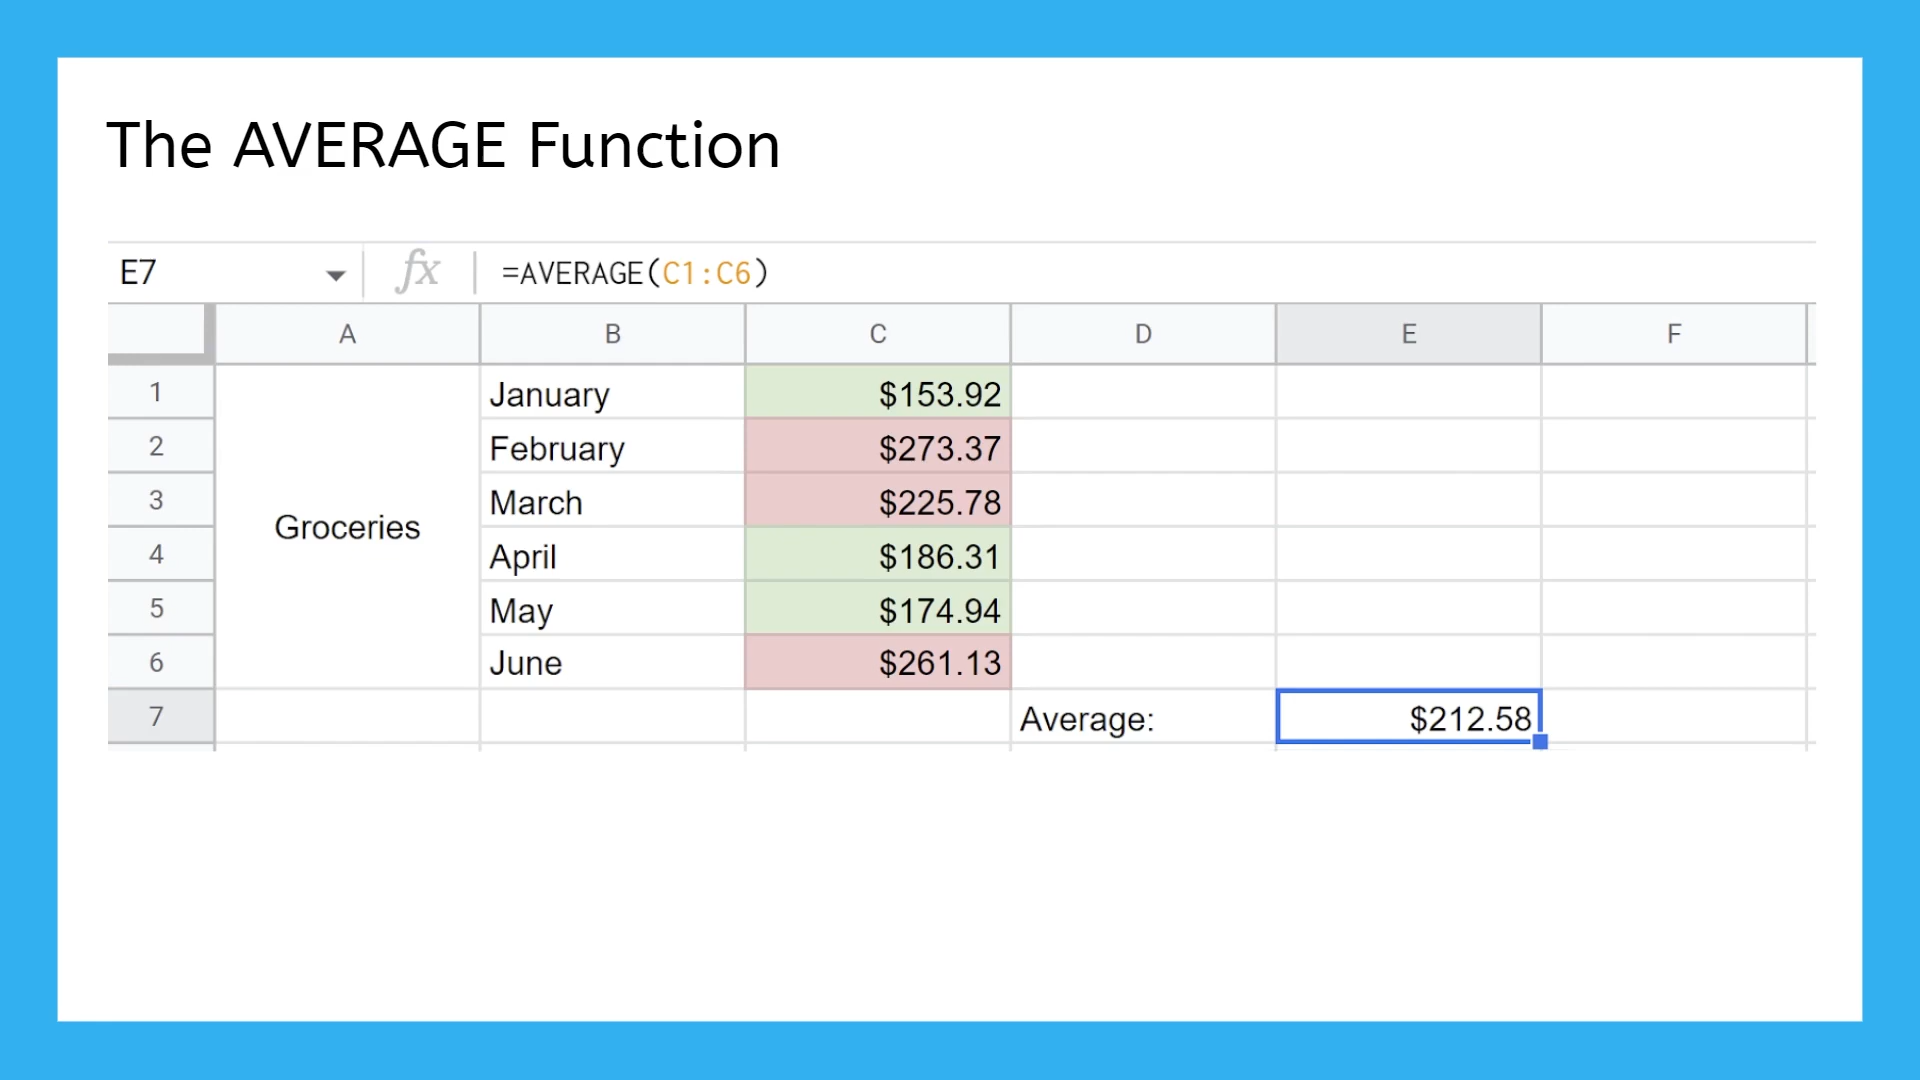 The AVERAGE Function
E7 fx =AVERAGE(C1:C6)
A B C D E F
1 January $153.92
2 February $273.37
3 March $225.78
Groceries
4 April $186.31
5 May $174.94
6 June $261.13
7 Average: $212.58